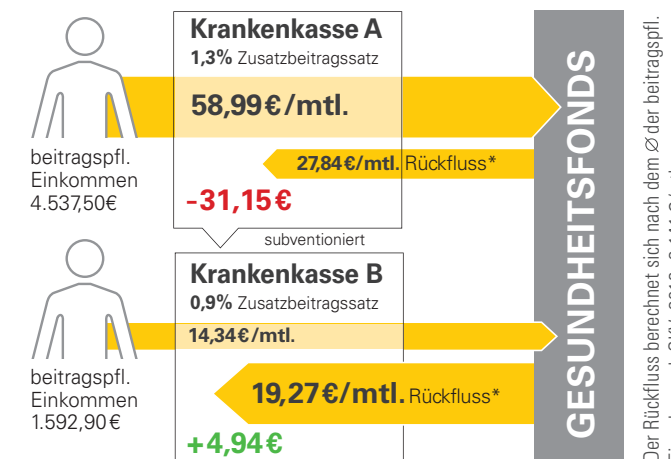 Krankenkasse A
1,3% Zusatzbeitragssatz
58,99 €/mtl.
beitragspfl.
Einkommen
4.537,50€
27,84 €/mtl. Rückfluss*
-31,15 €
subventioniert
Krankenkasse B
0,9% Zusatzbeitragssatz
14,34 €/mtl.
beitragspfl.
Einkommen
1.592,90 €
19,27 €/mtl. Rückfluss*
+4,94 €
GESUNDHEITSFONDS
Der Rückfluss berechnet sich nach dem Ø der beitragspfl.